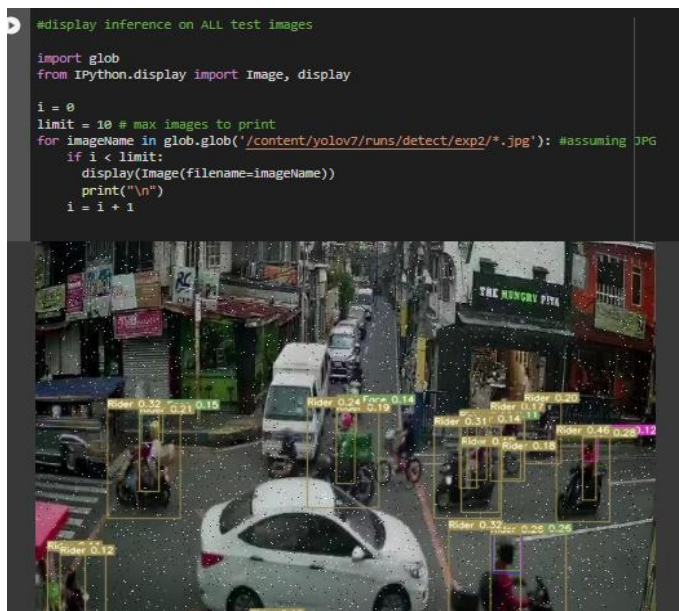 #display inference on ALL test images
import glob
from IPython.display import Image, display
i = 0
limit = 10 # max images to print
for imageName in glob.glob('/content/yolov7/runs/detect/exp2/*.jpg'): #assuming JPG
if i < limit:
display(Image(filename=imageName))
print("\n")
i = i + 1
RC
THE HUNGRY PITA
Rider 0.20
Rider 0.32 0.15
0.21
Rider 0.24 Face 0.14
0.19
Rider 0.17
Rider 0.31 0.14
Rider 0.18
Rider 0.46 0.28 0.12
Rider 0.32 0.26 0.26
Rider 0.12